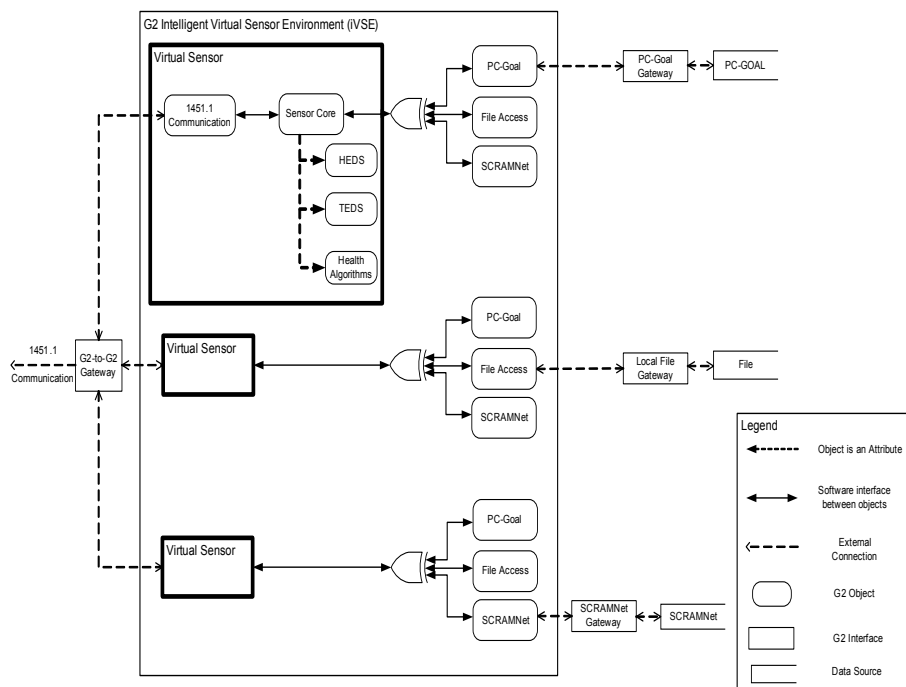 G2 Intelligent Virtual Sensor Environment (iVSE)
Virtual Sensor
1451.1
Communication
Sensor Core
HEDS
TEDS
Health
Algorithms
PC-Goal
File Access
SCRAMNet
PC-Goal
Gateway
PC-GOAL
1451.1
Communication
G2-to-G2
Gateway
Virtual Sensor
PC-Goal
File Access
SCRAMNet
Local File
Gateway
File
Virtual Sensor
PC-Goal
File Access
SCRAMNet
SCRAMNet
Gateway
SCRAMNet
Legend
Object is an Attribute
Software interface
between objects
External
Connection
G2 Object
G2 Interface
Data Source